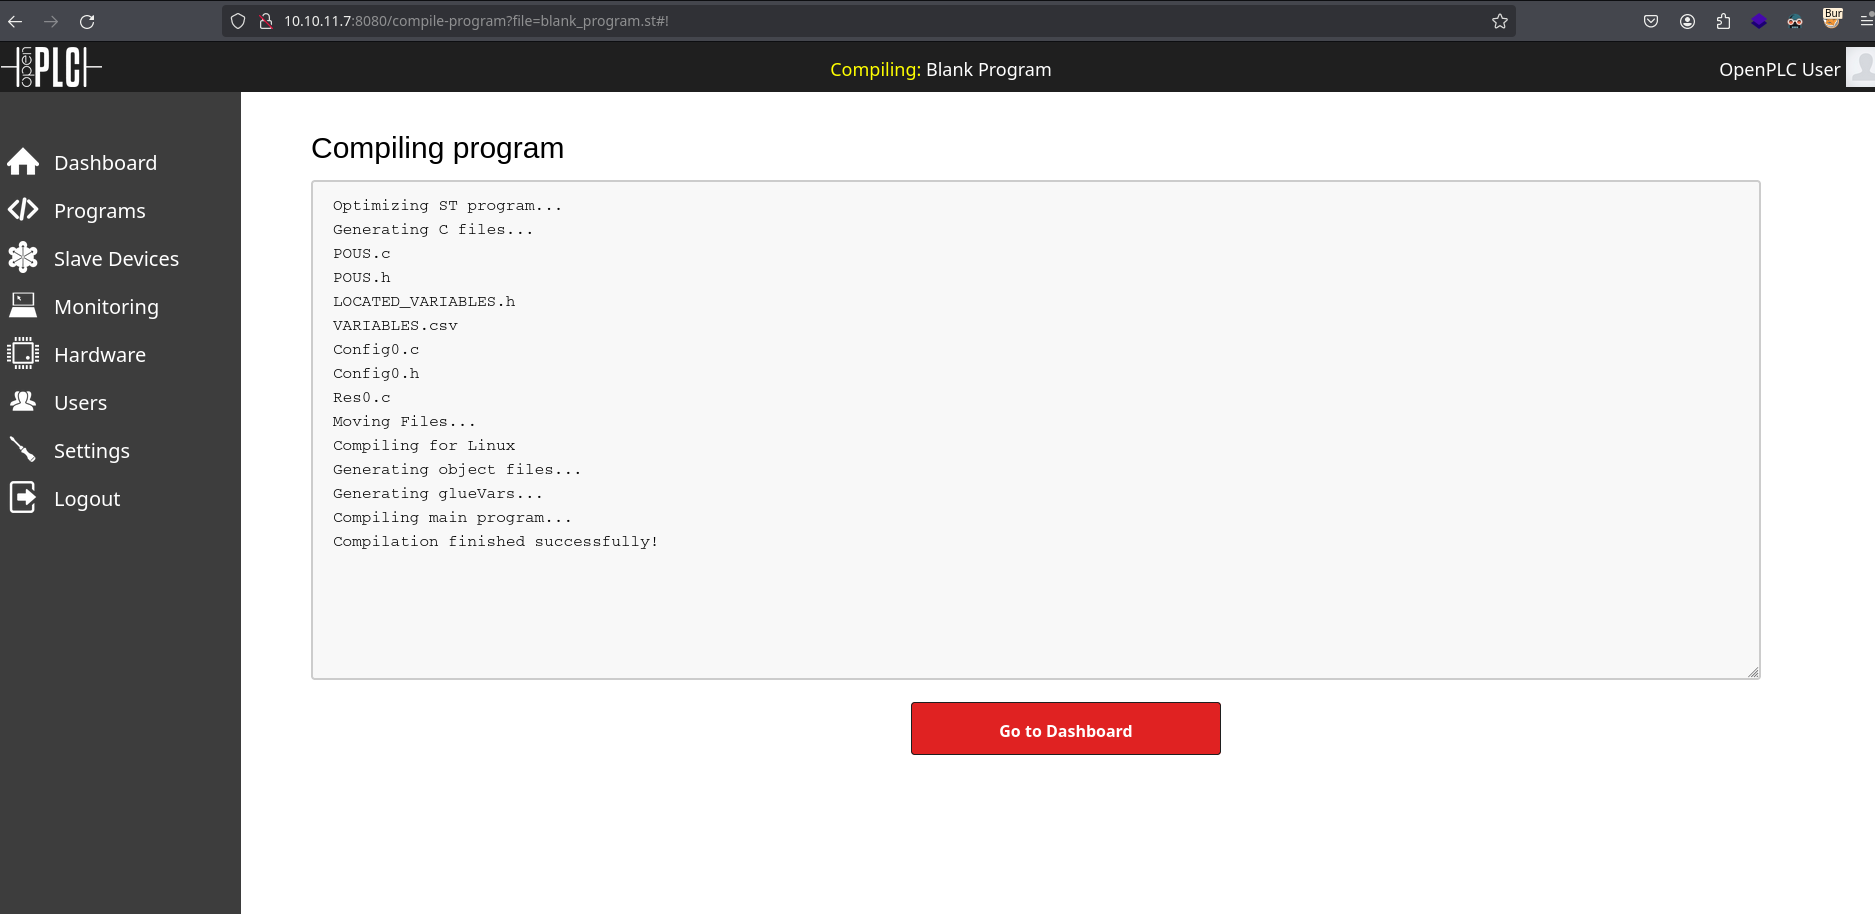 10.10.11.7:8080/compile-program?file=blank_program.st#!
Bur
open PLC
Compiling: Blank Program
OpenPLC User
Dashboard
Programs
Slave Devices
Monitoring
Hardware
Users
Settings
Logout
Compiling program
Optimizing ST program...
Generating C files...
POUS.c
POUS.h
LOCATED_VARIABLES.h
VARIABLES.csv
Config0.c
Config0.h
Res0.c
Moving Files...
Compiling for Linux
Generating object files...
Generating glueVars...
Compiling main program...
Compilation finished successfully!
Go to Dashboard